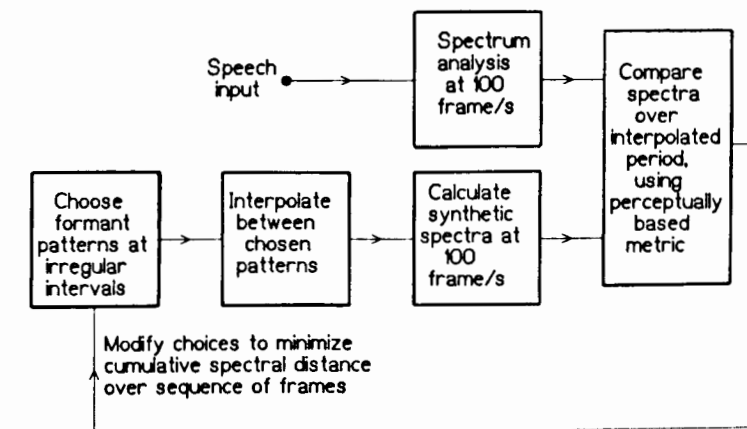 Speech
input
Spectrum
analysis
at 100
frame/s
Compare
spectra
over
interpolated
period,
using
perceptually
based
metric
Choose
formant
patterns at
irregular
intervals
Interpolate
between
chosen
patterns
Calculate
synthetic
spectra at
100
frame/s
Modify choices to minimize
cumulative spectral distance
over sequence of frames